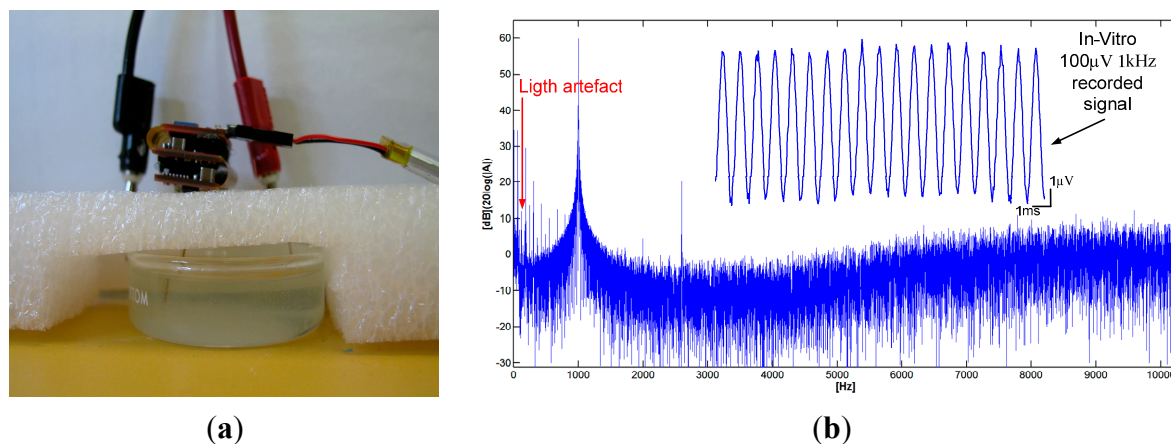 TOM
(a)
(b)
[dB](20log(|A|)
60
50
40
30
20
10
0
-10
-20
-30
Ligth artefact
In-Vitro
100μV 1kHz
recorded
signal
1μV
1ms
0 1000 2000 3000 4000 5000 6000 7000 8000 9000 10000
[Hz]